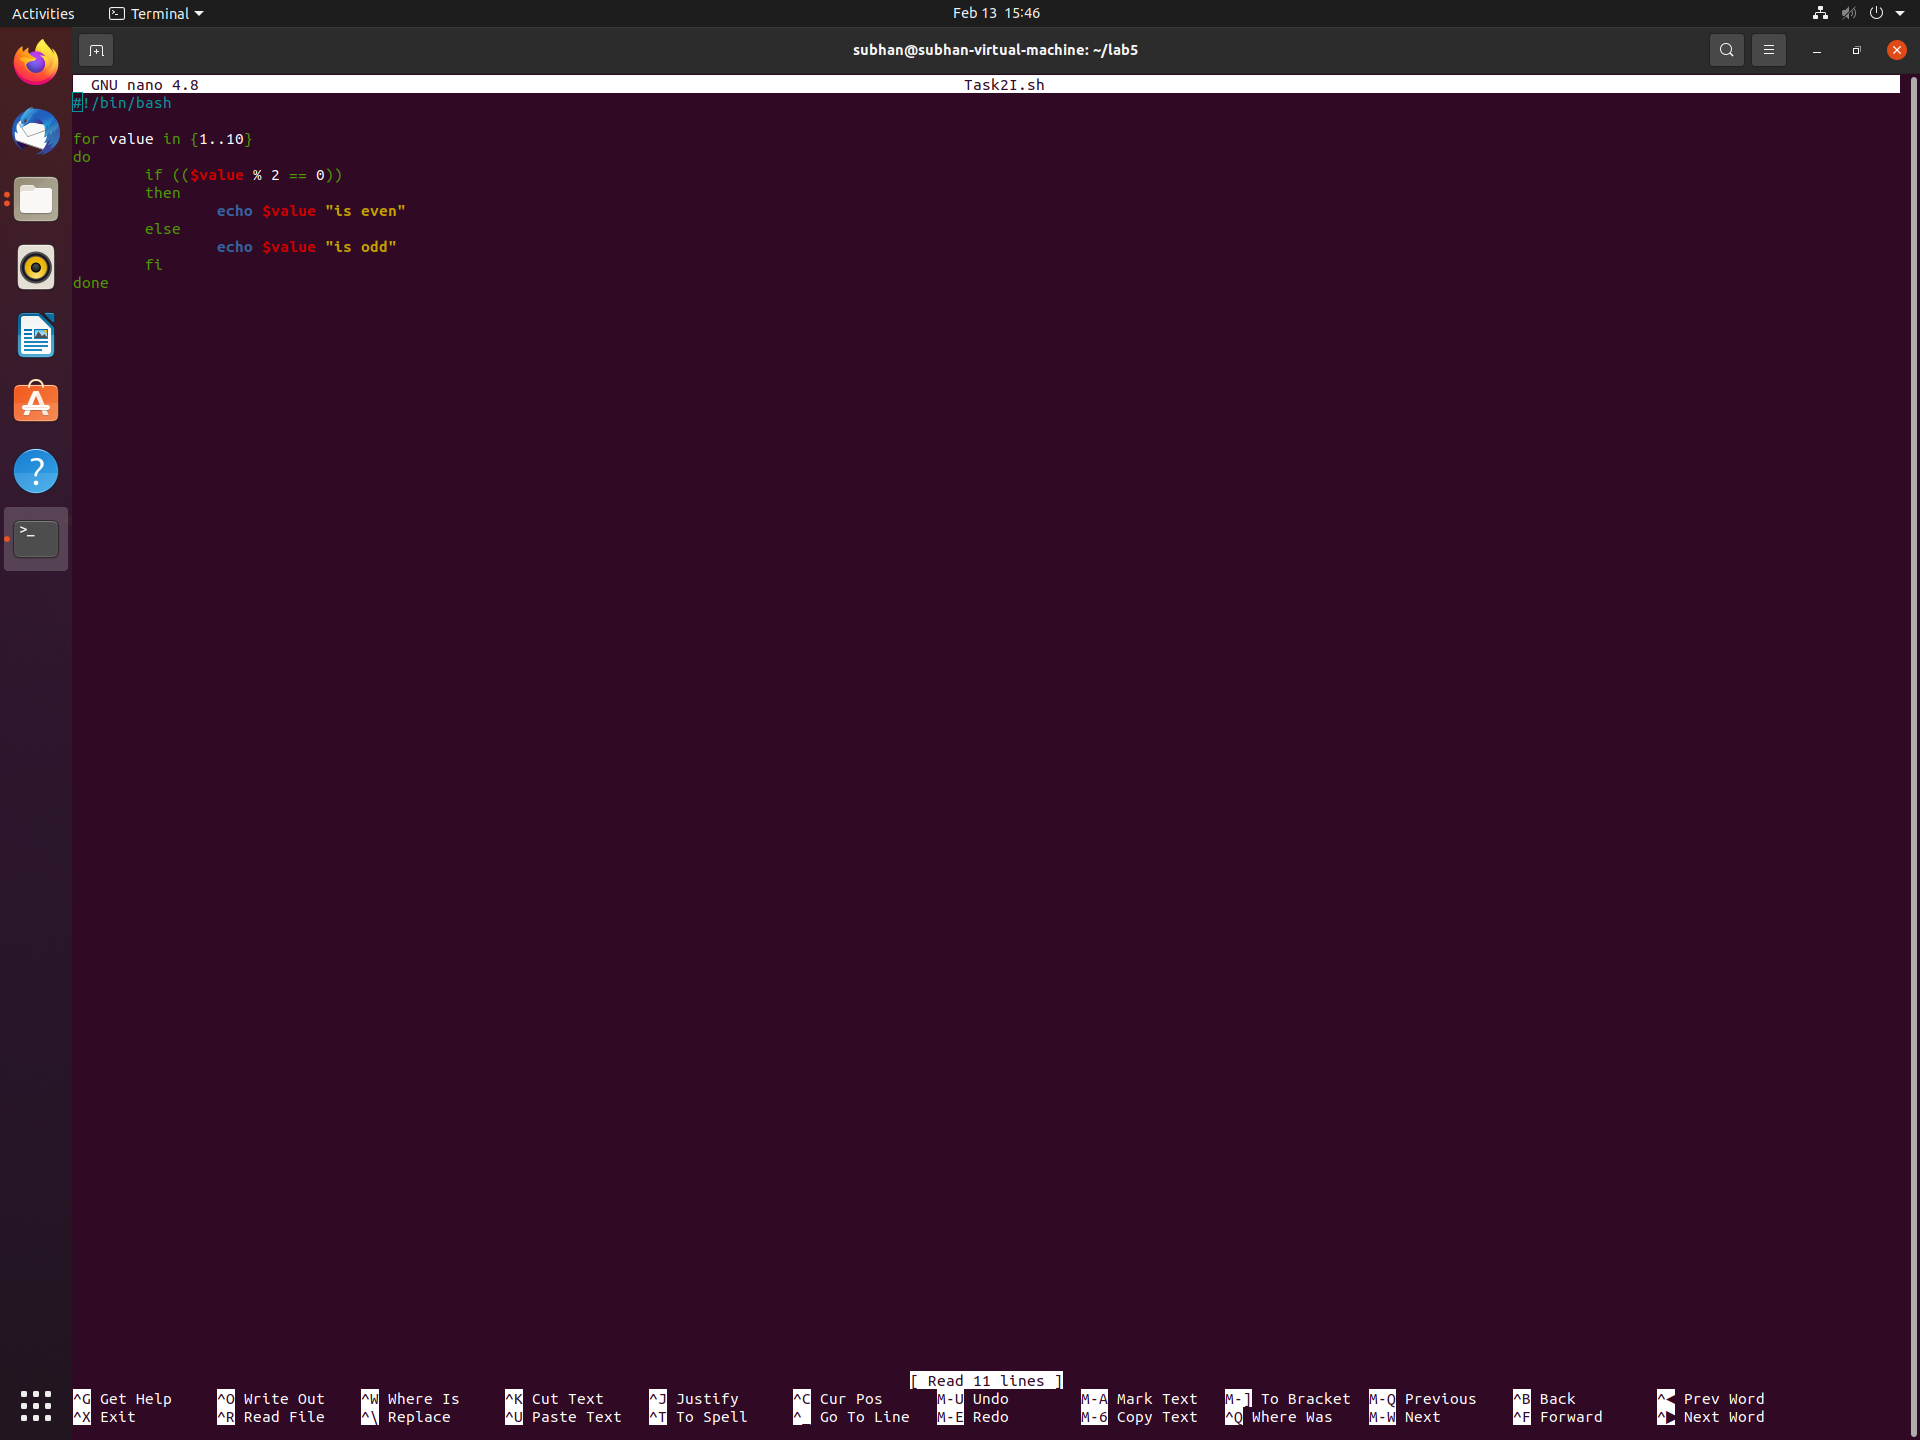 Activities Terminal Feb 13 15:46
subhan@subhan-virtual-machine: ~/lab5
GNU nano 4.8 Task2I.sh
#!/bin/bash
for value in {1..10}
do
if (($value % 2 == 0))
then
echo $value "is even"
else
echo $value "is odd"
fi
done
[ Read 11 lines ]
^G Get Help ^O Write Out ^W Where Is ^K Cut Text ^J Justify ^C Cur Pos M-U Undo M-A Mark Text M-] To Bracket M-Q Previous ^B Back ^◀ Prev Word
^X Exit ^R Read File ^\ Replace ^U Paste Text ^T To Spell ^_ Go To Line M-E Redo M-6 Copy Text ^Q Where Was M-W Next ^F Forward ^▶ Next Word